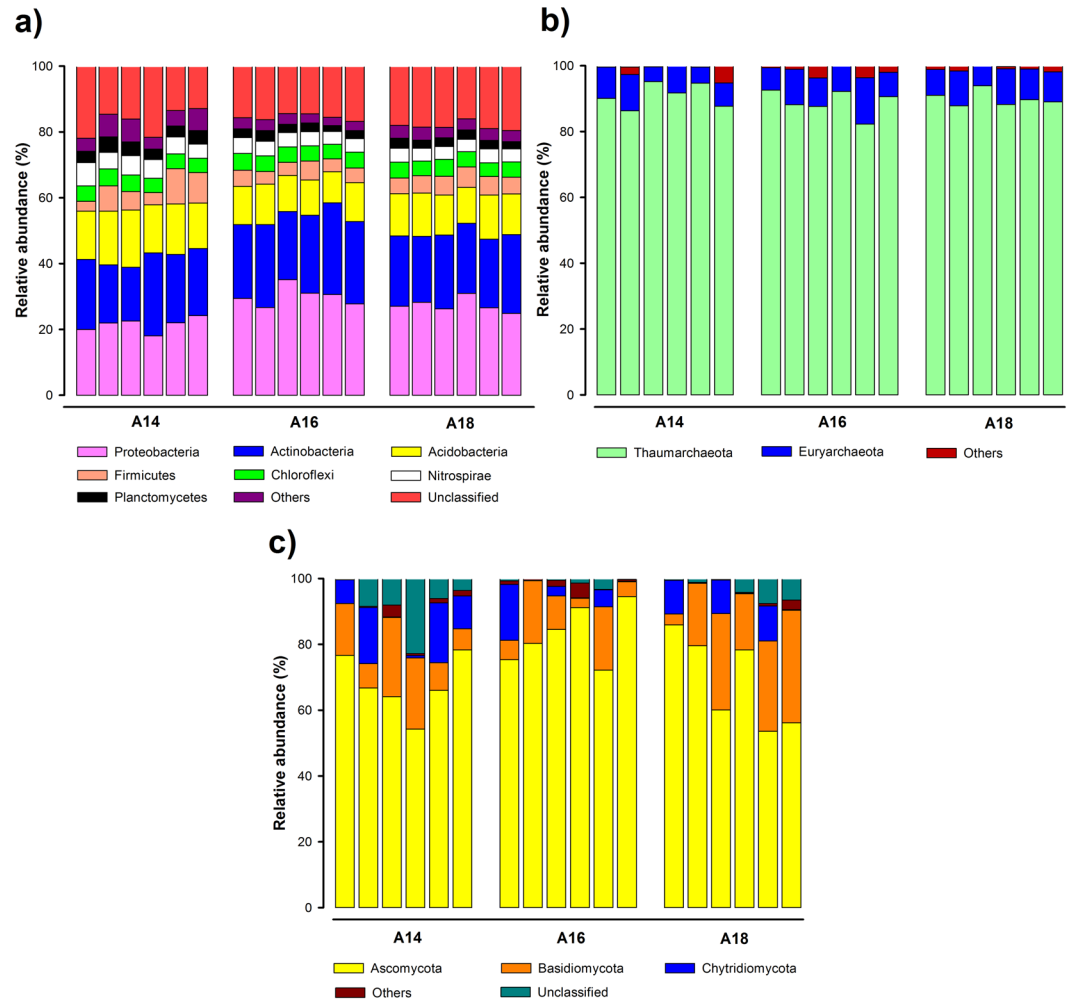 a)
Relative abundance (%)
100
80
60
40
20
0
A14 A16 A18
Proteobacteria Actinobacteria Acidobacteria
Firmicutes Chloroflexi Nitrospirae
Planctomycetes Others Unclassified
b)
Relative abundance (%)
100
80
60
40
20
0
A14 A16 A18
Thaumarchaeota Euryarchaeota Others
c)
Relative abundance (%)
100
80
60
40
20
0
A14 A16 A18
Ascomycota Basidiomycota Chytridiomycota
Others Unclassified